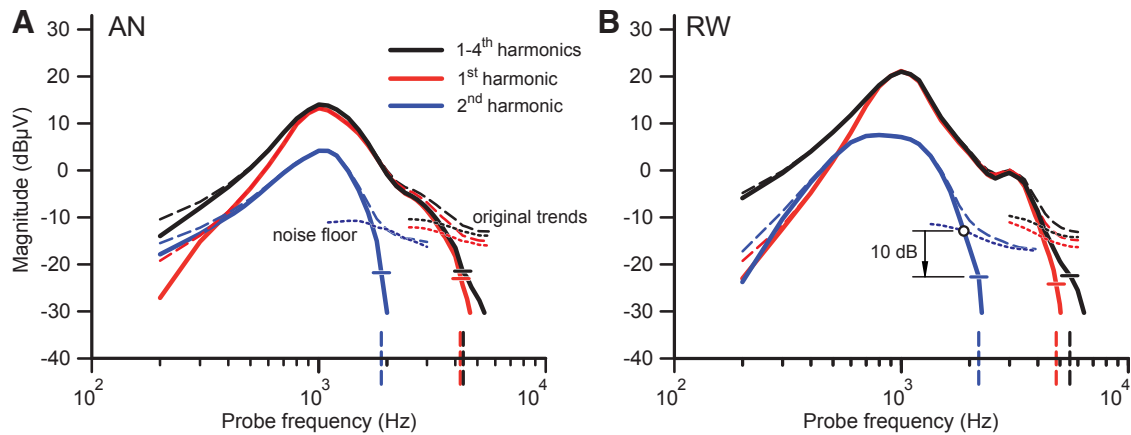 A AN
30
20
10
0
-10
-20
-30
-40
Magnitude (dBµV)
1-4th harmonics
1st harmonic
2nd harmonic
noise floor
original trends
10² 10³ 10⁴
Probe frequency (Hz)
B RW
30
20
10
0
-10
-20
-30
-40
10 dB
10² 10³ 10⁴
Probe frequency (Hz)